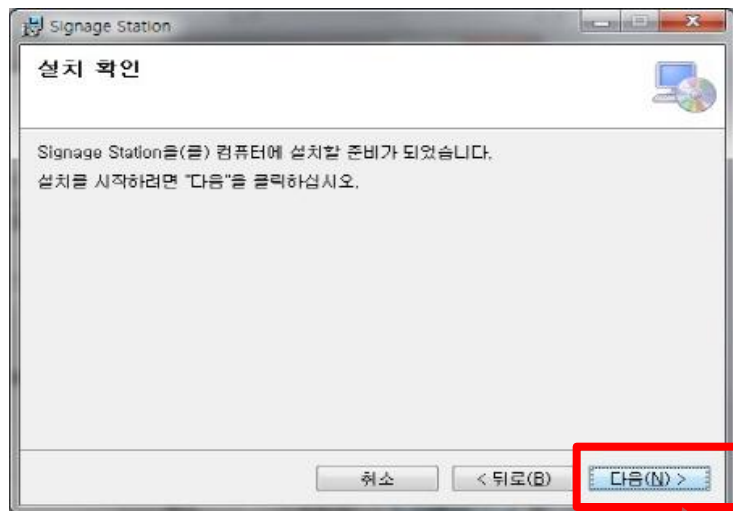 Signage Station
설치 확인
Signage Station을(를) 컴퓨터에 설치할 준비가 되었습니다.
설치를 시작하려면 "다음"을 클릭하십시오.
취소 < 뒤로(B) 다음(N) >